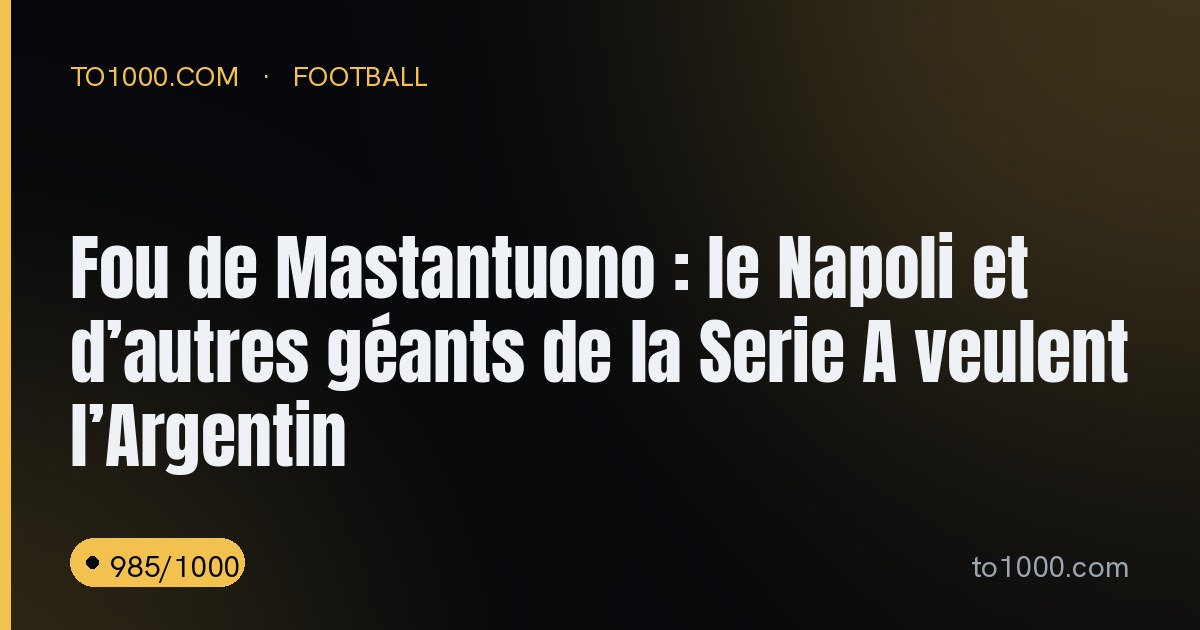 TO1000.COM · FOOTBALL
Fou de Mastantuono : le Napoli et
d’autres géants de la Serie A veulent
l’Argentin
985/1000
to1000.com